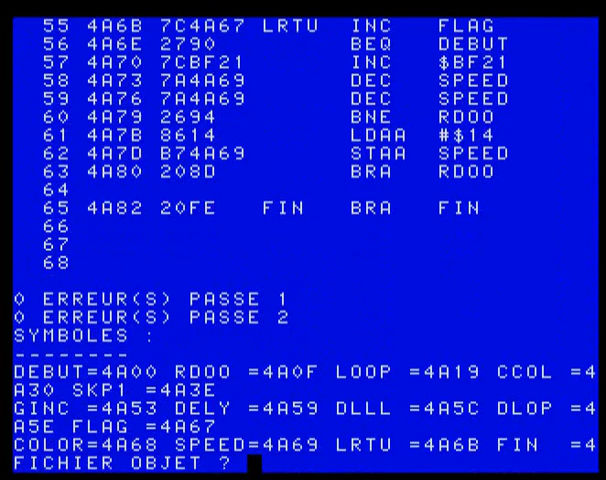 55 4A6B 7C4A67 LRTU INC FLAG
56 4A6E 2790 BEQ DEBUT
57 4A70 7CBF21 INC $BF21
58 4A73 7A4A69 DEC SPEED
59 4A76 7A4A69 DEC SPEED
60 4A79 2694 BNE RDOO
61 4A7B 8614 LDAA #$14
62 4A7D B74A69 STAA SPEED
63 4A80 208D BRA RDOO
64
65 4A82 20FE FIN BRA FIN
66
67
68
0 ERREUR(S) PASSE 1
0 ERREUR(S) PASSE 2
SYMBOLES :
--------
DEBUT=4A00 RDOO =4A0F LOOP =4A19 CCOL =4
A30 SKP1 =4A3E
GINC =4A53 DELY =4A59 DLLL =4A5C DLOP =4
A5E FLAG =4A67
COLOR=4A68 SPEED=4A69 LRTU =4A6B FIN =4
FICHIER OBJET ?